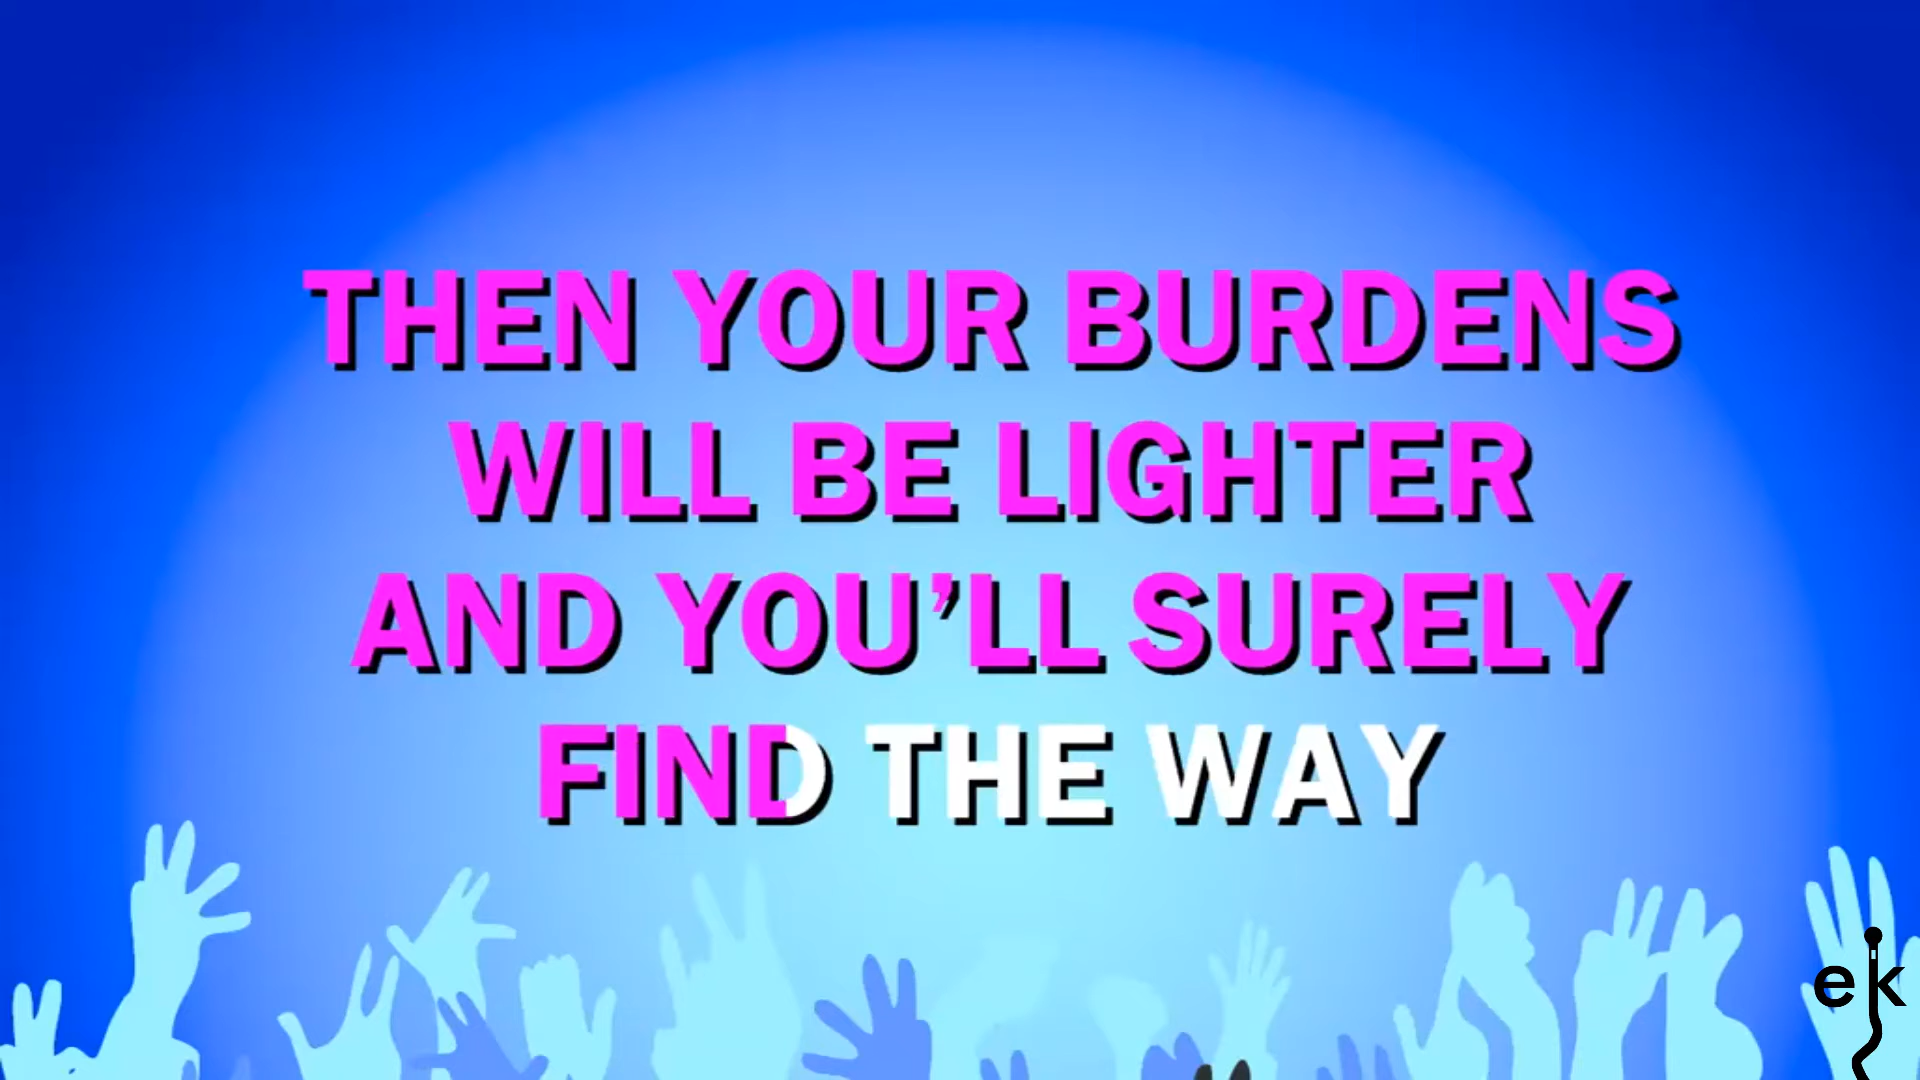 THEN YOUR BURDENS
WILL BE LIGHTER
AND YOU'LL SURELY
FIND THE WAY
ek